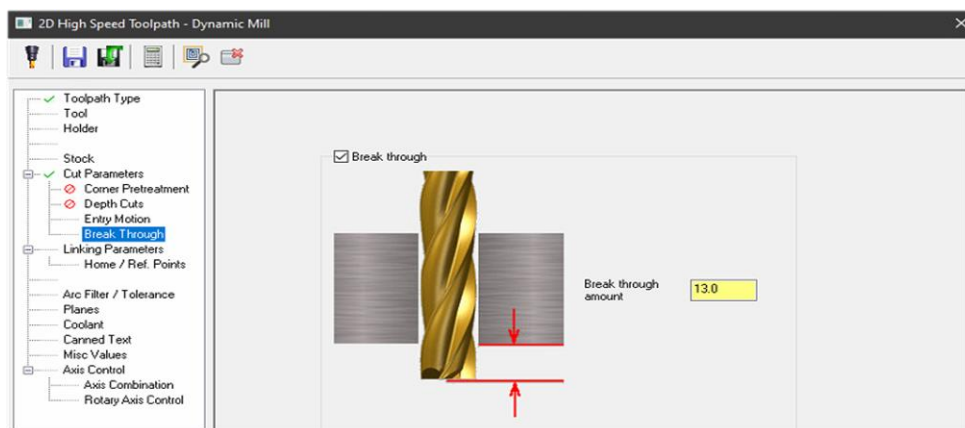 2D High Speed Toolpath - Dynamic Mill
Toolpath Type
Tool
Holder
Stock
Cut Parameters
Corner Pretreatment
Depth Cuts
Entry Motion
Break Through
Linking Parameters
Home / Ref. Points
Arc Filter / Tolerance
Planes
Coolant
Canned Text
Misc Values
Axis Control
Axis Combination
Rotary Axis Control
Break through
Break through
amount
13.0